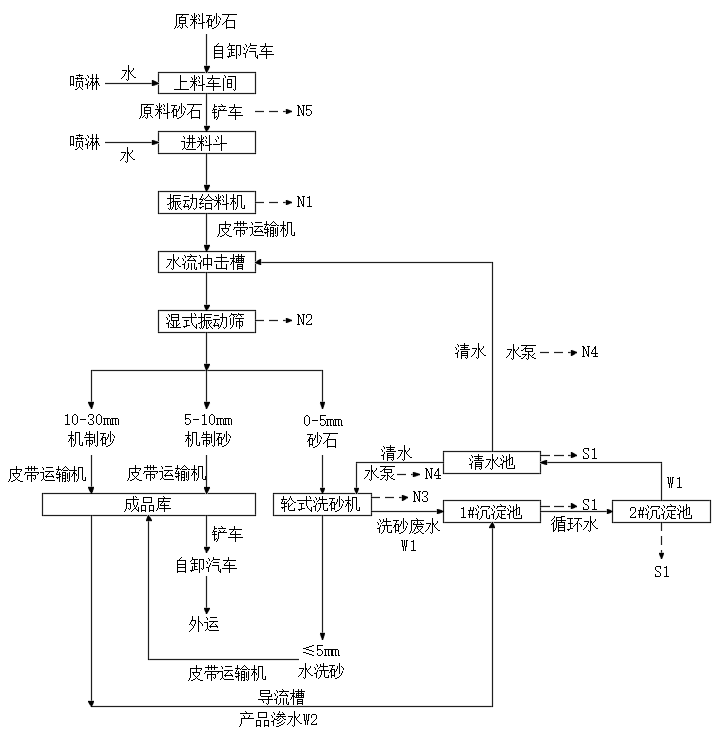 原料砂石
自卸汽车
喷淋 水 上料车间
原料砂石 铲车 N5
喷淋 水 进料斗
振动给料机 N1
皮带运输机
水流冲击槽
湿式振动筛 N2
清水 水泵 N4
10-30mm 5-10mm 0-5mm
机制砂 机制砂 砂石
清水 清水池 S1
皮带运输机 皮带运输机 水泵 N4 W1
成品库 轮式洗砂机 N3 1#沉淀池 S1 2#沉淀池
铲车 洗砂废水 循环水
W1
自卸汽车 S1
外运
≤5mm
皮带运输机 水洗砂
导流槽
产品渗水W2